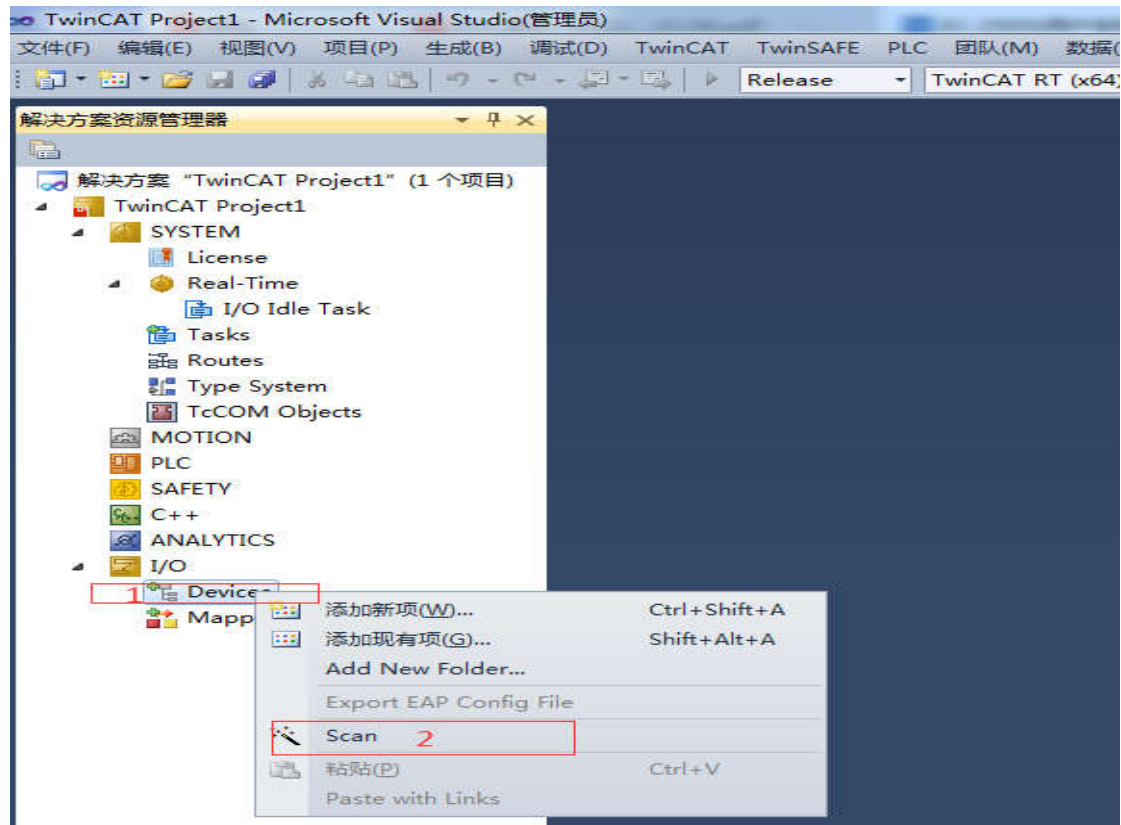 TwinCAT Project1 - Microsoft Visual Studio(管理员)
文件(F) 编辑(E) 视图(V) 项目(P) 生成(B) 调试(D) TwinCAT TwinSAFE PLC 团队(M) 数据(
Release TwinCAT RT (x64)
解决方案资源管理器
解决方案 "TwinCAT Project1" (1 个项目)
TwinCAT Project1
SYSTEM
License
Real-Time
I/O Idle Task
Tasks
Routes
Type System
TcCOM Objects
MOTION
PLC
SAFETY
C++
ANALYTICS
I/O
1 Devices
Mapp
添加新项(W)... Ctrl+Shift+A
添加现有项(G)... Shift+Alt+A
Add New Folder...
Export EAP Config File
Scan 2
粘贴(P) Ctrl+V
Paste with Links